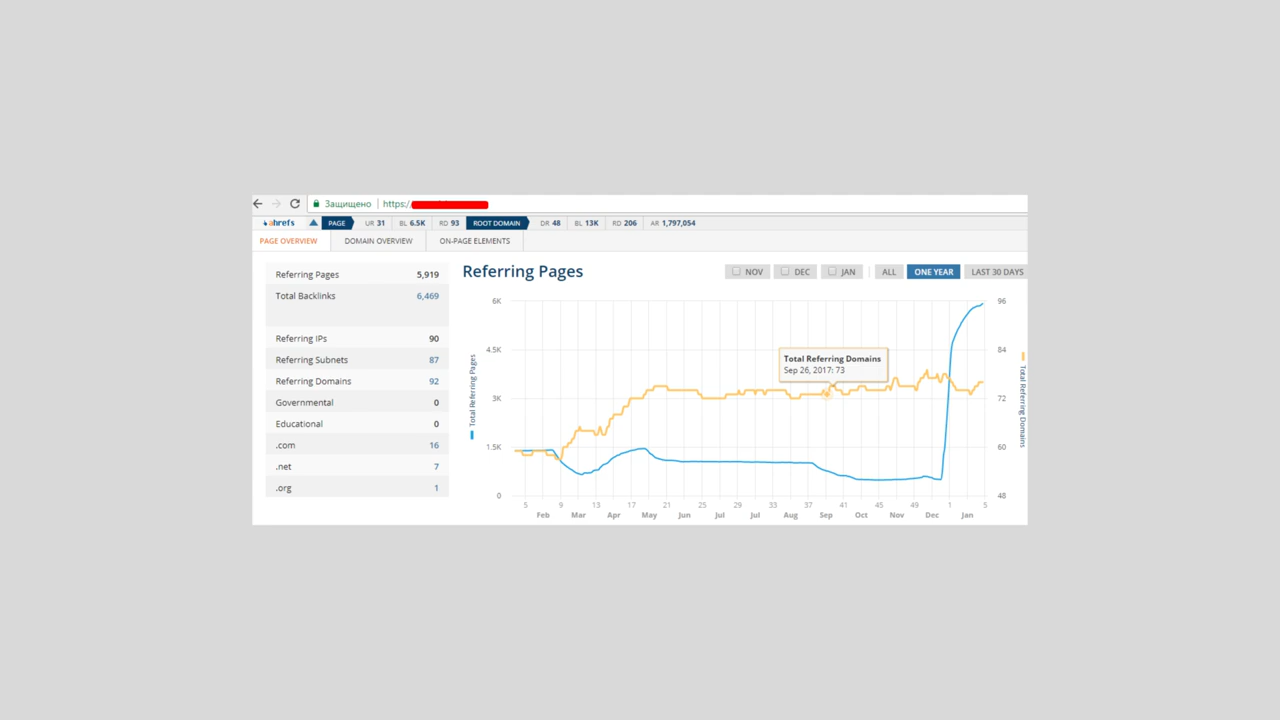 Защищено https:/
ahrefs PAGE UR 31 BL 6.5K RD 93 ROOT DOMAIN DR 48 BL 13K RD 206 AR 1,797,054
PAGE OVERVIEW DOMAIN OVERVIEW ON-PAGE ELEMENTS
Referring Pages 5,919
Total Backlinks 6,469
Referring IPs 90
Referring Subnets 87
Referring Domains 92
Governmental 0
Educational 0
.com 16
.net 7
.org 1
Referring Pages
NOV DEC JAN ALL ONE YEAR LAST 30 DAYS
Total Referring Pages
6K
4.5K
3K
1.5K
0
Total Referring Domains
Sep 26, 2017: 73
96
84
72
60
48
Total Referring Domains
5 9 13 17 21 25 29 33 37 41 45 49 1 5
Feb Mar Apr May Jun Jul Jul Aug Sep Oct Nov Dec Jan